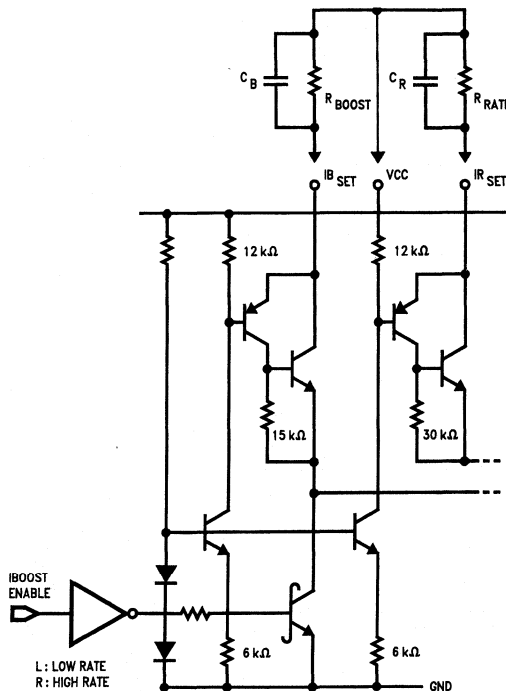 C B
R BOOST
C R
R RATE
IB SET
VCC
IR SET
12 kΩ
12 kΩ
15 kΩ
30 kΩ
IBOOST
ENABLE
6 kΩ
6 kΩ
L : LOW RATE
R : HIGH RATE
GND